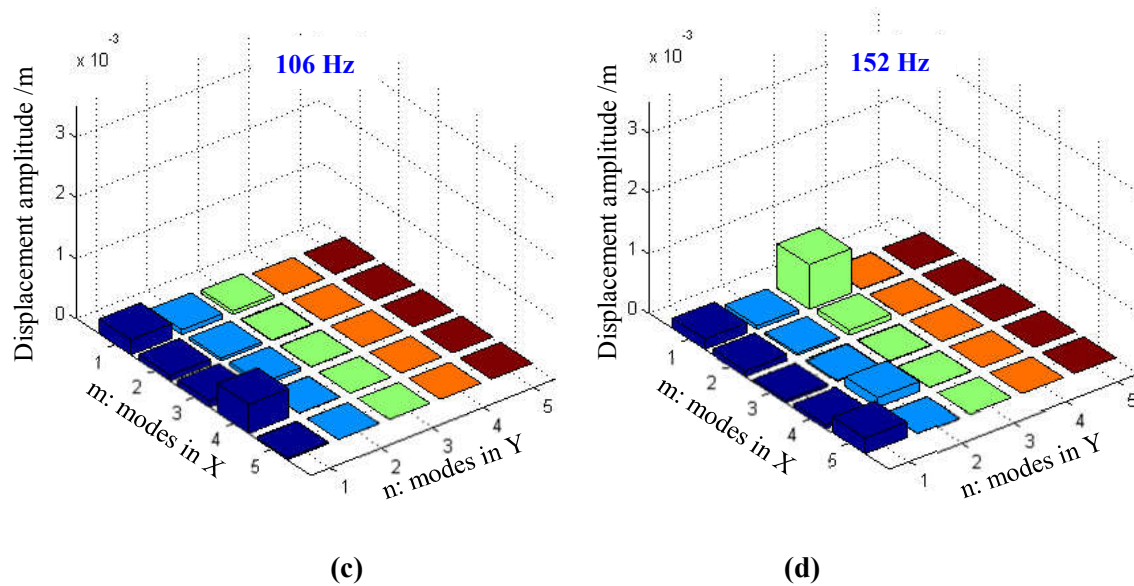 x 10⁻³
106 Hz
Displacement amplitude /m
3
2
1
0
1
2
3
4
5
m: modes in X
1
2
3
4
5
n: modes in Y
(c)
x 10⁻³
152 Hz
Displacement amplitude /m
3
2
1
0
1
2
3
4
5
m: modes in X
1
2
3
4
5
n: modes in Y
(d)